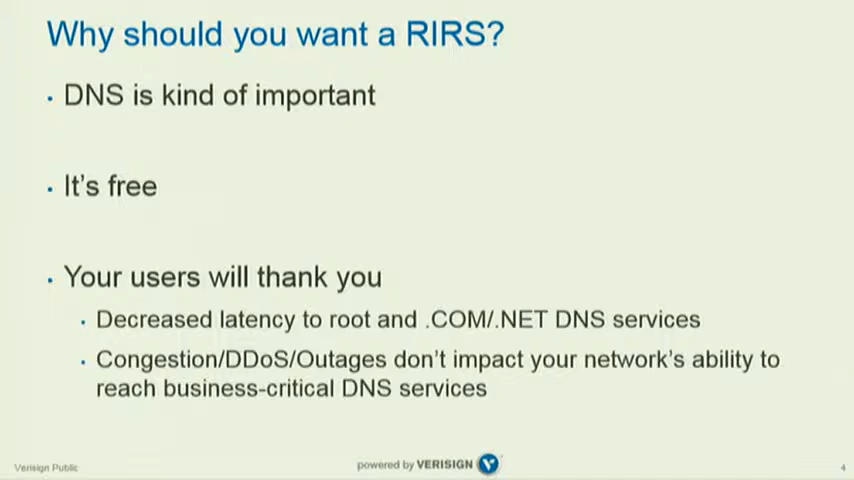 Why should you want a RIRS?
· DNS is kind of important
· It's free
· Your users will thank you
· Decreased latency to root and .COM/.NET DNS services
· Congestion/DDoS/Outages don't impact your network's ability to
reach business-critical DNS services
Verisign Public
powered by VERISIGN
4